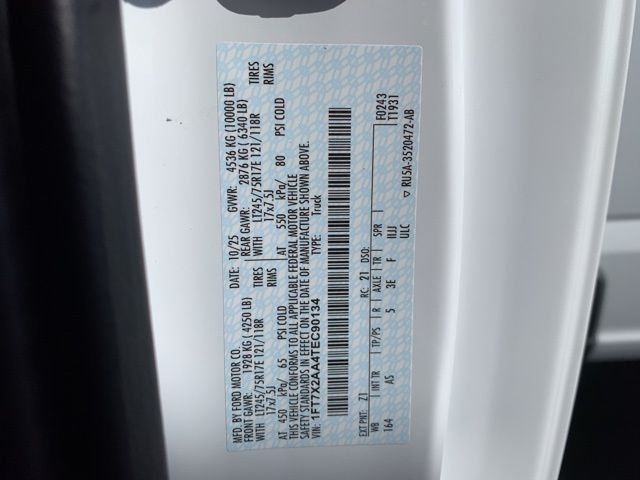 MFD. BY FORD MOTOR CO.
DATE: 10/25 GVWR: 4536 KG (10000 LB)
FRONT GAWR: 1928 KG ( 4250 LB) REAR GAWR: 2876 KG ( 6340 LB)
LT245/75R17E 121/118R TIRES WITH LT245/75R17E 121/118R TIRES
17x7.5J RIMS 17x7.5J RIMS
AT 450 kPa/ 65 PSI COLD AT 550 kPa/ 80 PSI COLD
THIS VEHICLE CONFORMS TO ALL APPLICABLE FEDERAL MOTOR VEHICLE
SAFETY STANDARDS IN EFFECT ON THE DATE OF MANUFACTURE SHOWN ABOVE.
VIN: 1FT7X2AA4TEC90134 TYPE: Truck
F0243
T1931
EXT PNT: Z1 RC: 21 DSO:
WB INT TR TP/PS R AXLE TR SPR
164 AS 5 3E F IIJJ
ULC
▽ RU5A-3520472-AB